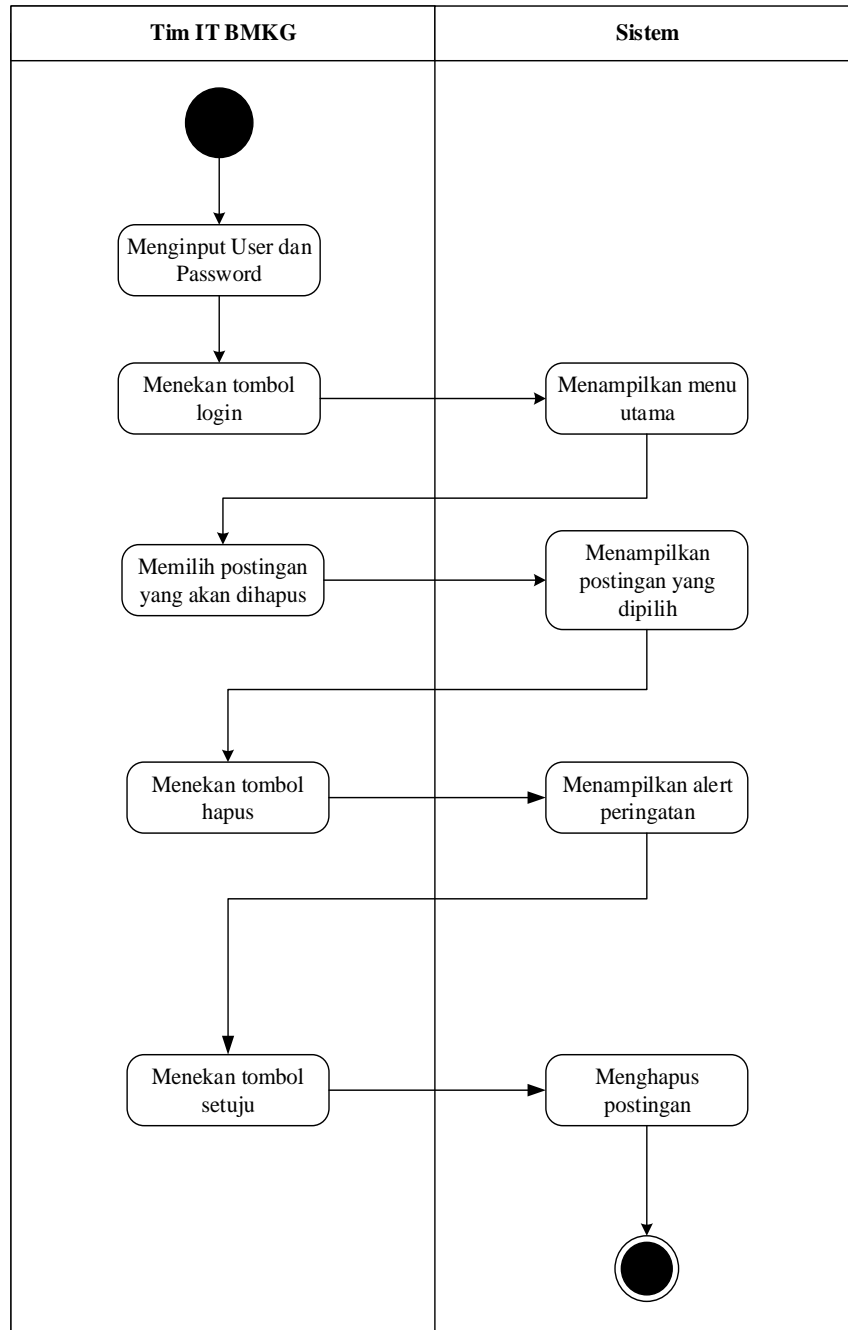 Tim IT BMKG
Sistem
Menginput User dan
Password
Menekan tombol
login
Menampilkan menu
utama
Memilih postingan
yang akan dihapus
Menampilkan
postingan yang
dipilih
Menekan tombol
hapus
Menampilkan alert
peringatan
Menekan tombol
setuju
Menghapus
postingan